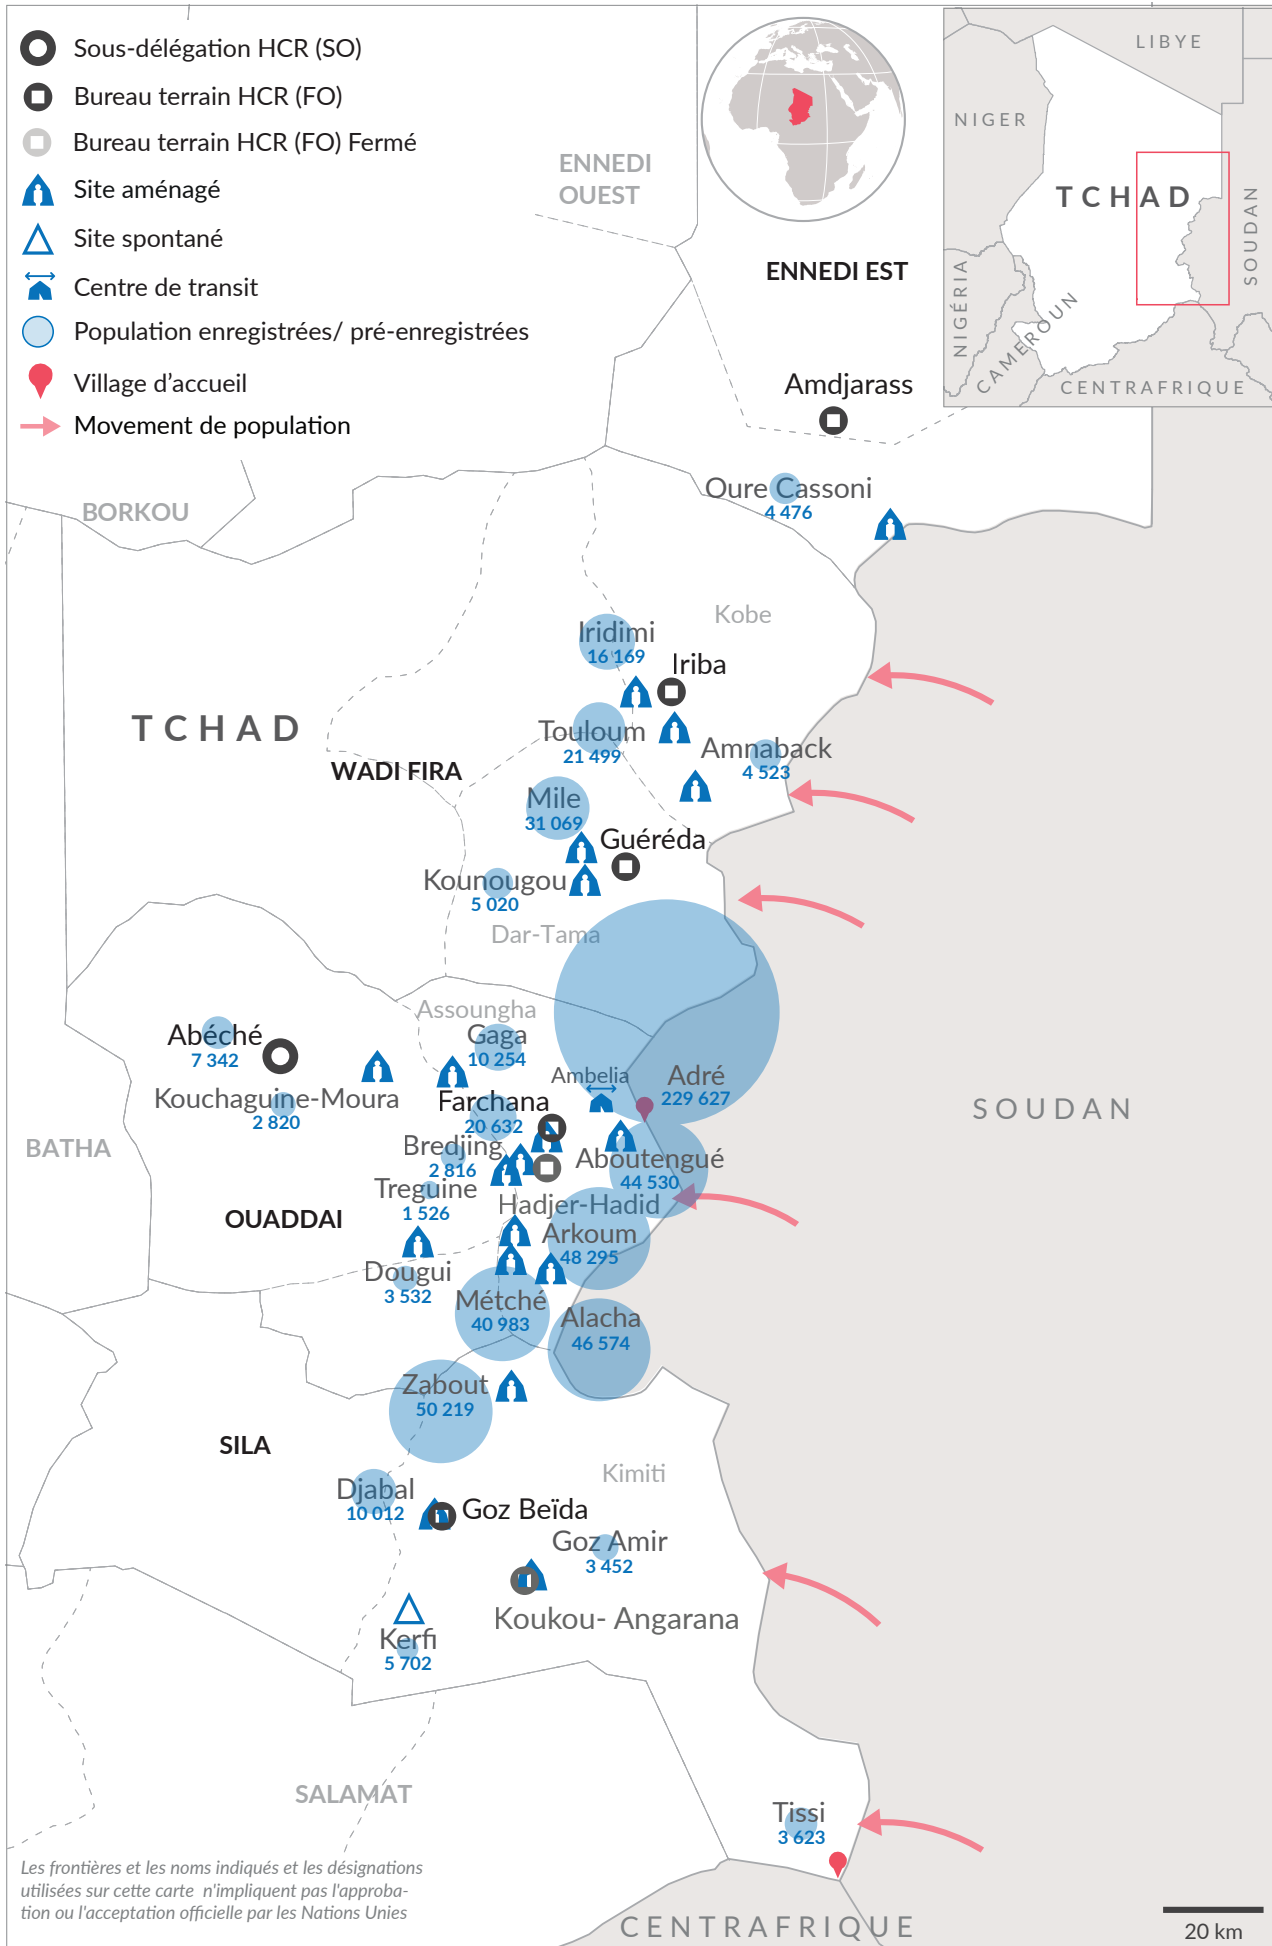 Sous-délégation HCR (SO)
Bureau terrain HCR (FO)
Bureau terrain HCR (FO) Fermé
Site aménagé
Site spontané
Centre de transit
Population enregistrées/ pré-enregistrées
Village d'accueil
Movement de population
LIBYE
NIGER
TCHAD
SOUDAN
NIGÉRIA
CAMEROUN
CENTRAFRIQUE
ENNEDI
OUEST
ENNEDI EST
Amdjarass
Oure Cassoni
4 476
BORKOU
Kobe
Iridimi
16 169
Iriba
TCHAD
Touloum
21 499
Amnaback
4 523
WADI FIRA
Mile
31 069
Guéréda
Kounougou
5 020
Dar-Tama
Assoungha
Gaga
10 254
Abéché
7 342
Ambelia
Adré
229 627
Kouchaguine-Moura
2 820
Farchana
20 632
SOUDAN
BATHA
Bredjing
2 816
Aboutengué
44 530
Treguine
1 526
Hadjer-Hadid
OUADDAI
Arkoum
48 295
Dougui
3 532
Métché
40 983
Alacha
46 574
Zabout
50 219
SILA
Kimiti
Djabal
10 012
Goz Beïda
Goz Amir
3 452
Koukou- Angarana
Kerfi
5 702
SALAMAT
Tissi
3 623
Les frontières et les noms indiqués et les désignations
utilisées sur cette carte n'impliquent pas l'approba-
tion ou l'acceptation officielle par les Nations Unies
CENTRAFRIQUE
20 km